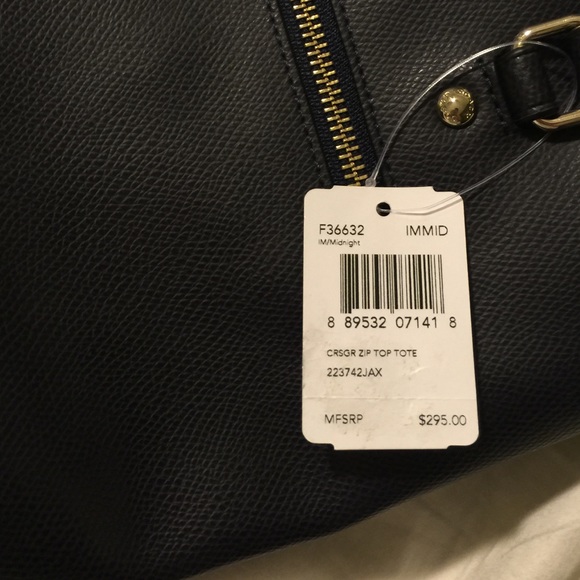 F36632 IMMID
IM/Midnight
8 89532 07141 8
CRSGR ZIP TOP TOTE
223742JAX
MFSRP $295.00